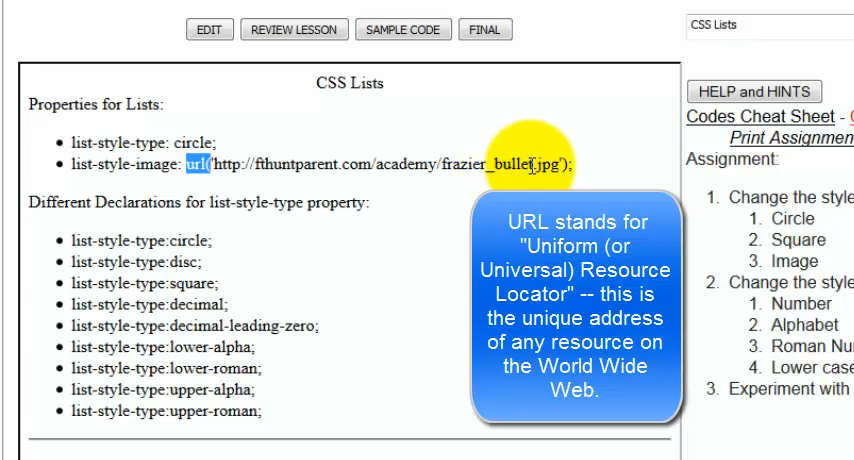 EDIT REVIEW LESSON SAMPLE CODE FINAL
CSS Lists
CSS Lists
Properties for Lists:
list-style-type: circle;
list-style-image: url('http://fthuntparent.com/academy/frazier_bullet.jpg');
Different Declarations for list-style-type property:
list-style-type:circle;
list-style-type:disc;
list-style-type:square;
list-style-type:decimal;
list-style-type:decimal-leading-zero;
list-style-type:lower-alpha;
list-style-type:lower-roman;
list-style-type:upper-alpha;
list-style-type:upper-roman;
URL stands for
"Uniform (or
Universal) Resource
Locator" -- this is
the unique address
of any resource on
the World Wide
Web.
HELP and HINTS
Codes Cheat Sheet -
Print Assignmen
Assignment:
1. Change the style
1. Circle
2. Square
3. Image
2. Change the style
1. Number
2. Alphabet
3. Roman Nu
4. Lower case
3. Experiment with